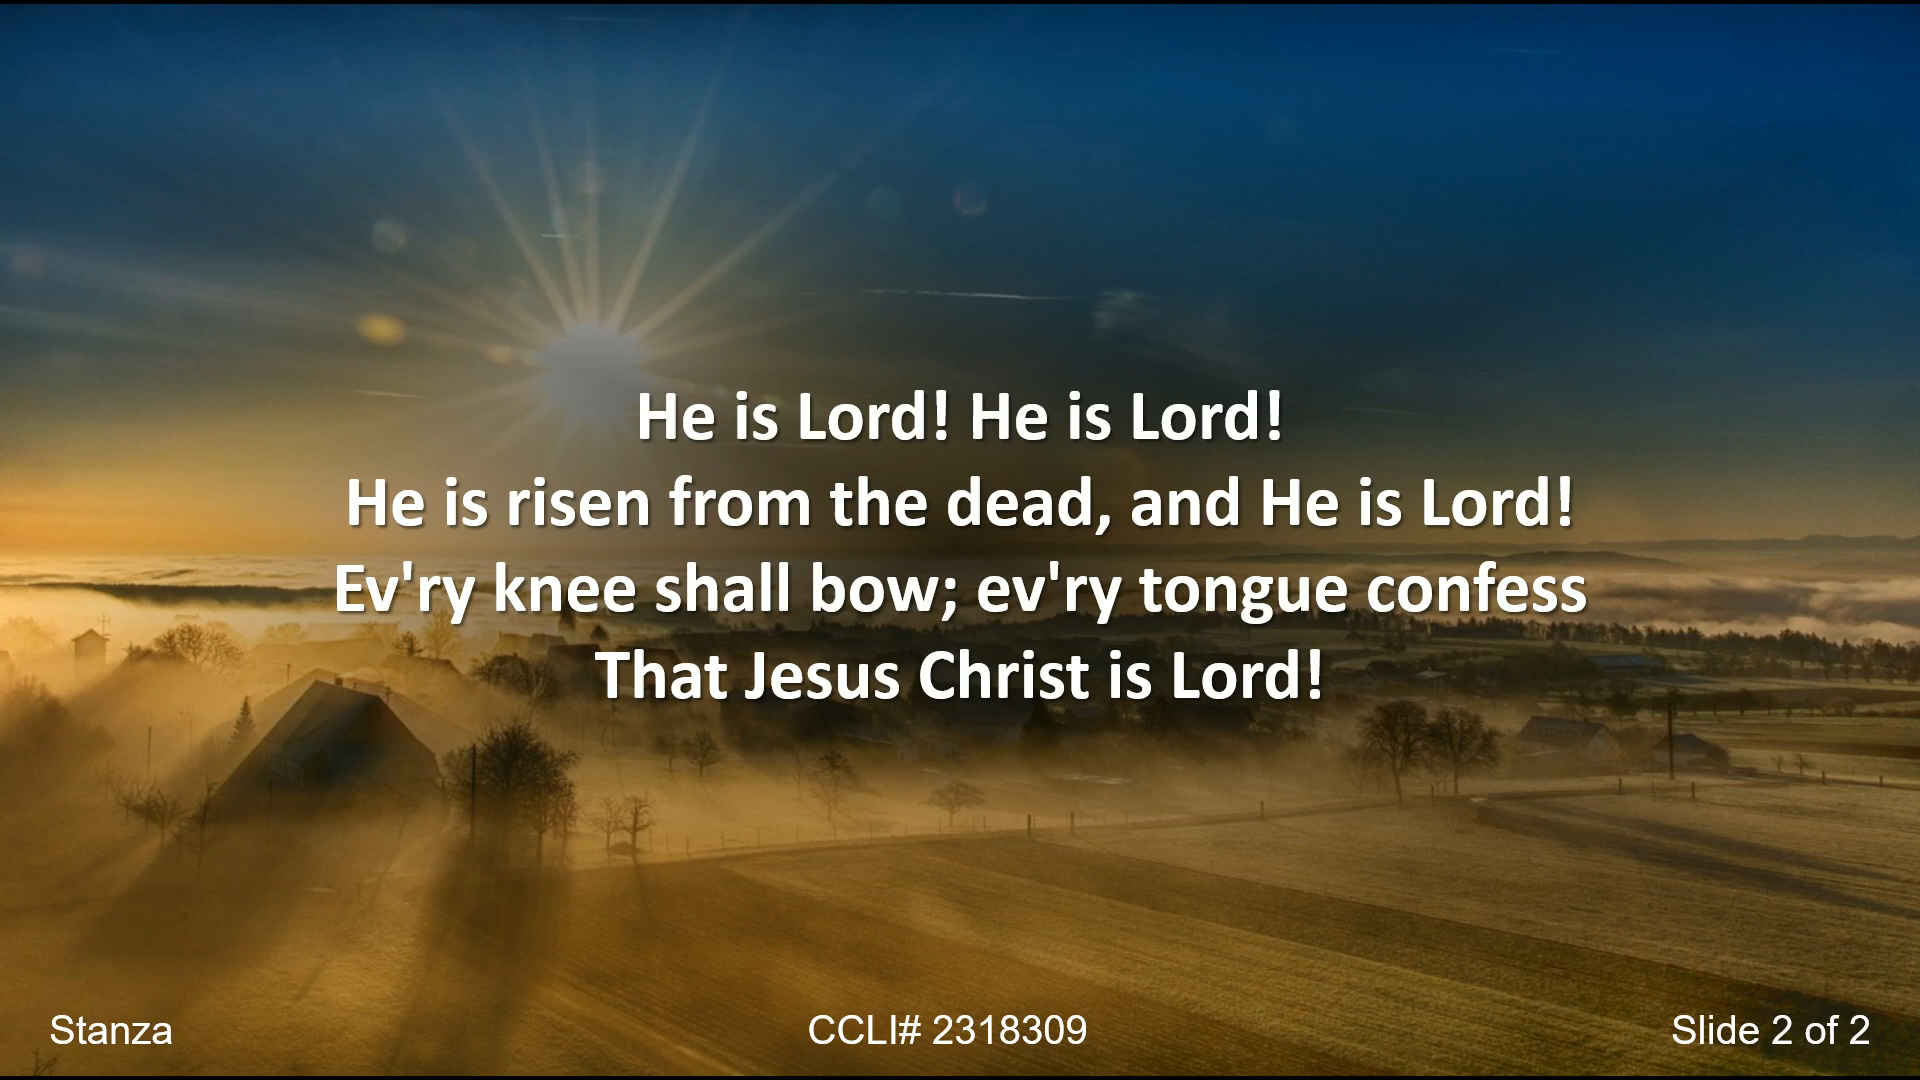 He is Lord! He is Lord!
He is risen from the dead, and He is Lord!
Ev'ry knee shall bow; ev'ry tongue confess
That Jesus Christ is Lord!
Stanza
CCLI# 2318309
Slide 2 of 2